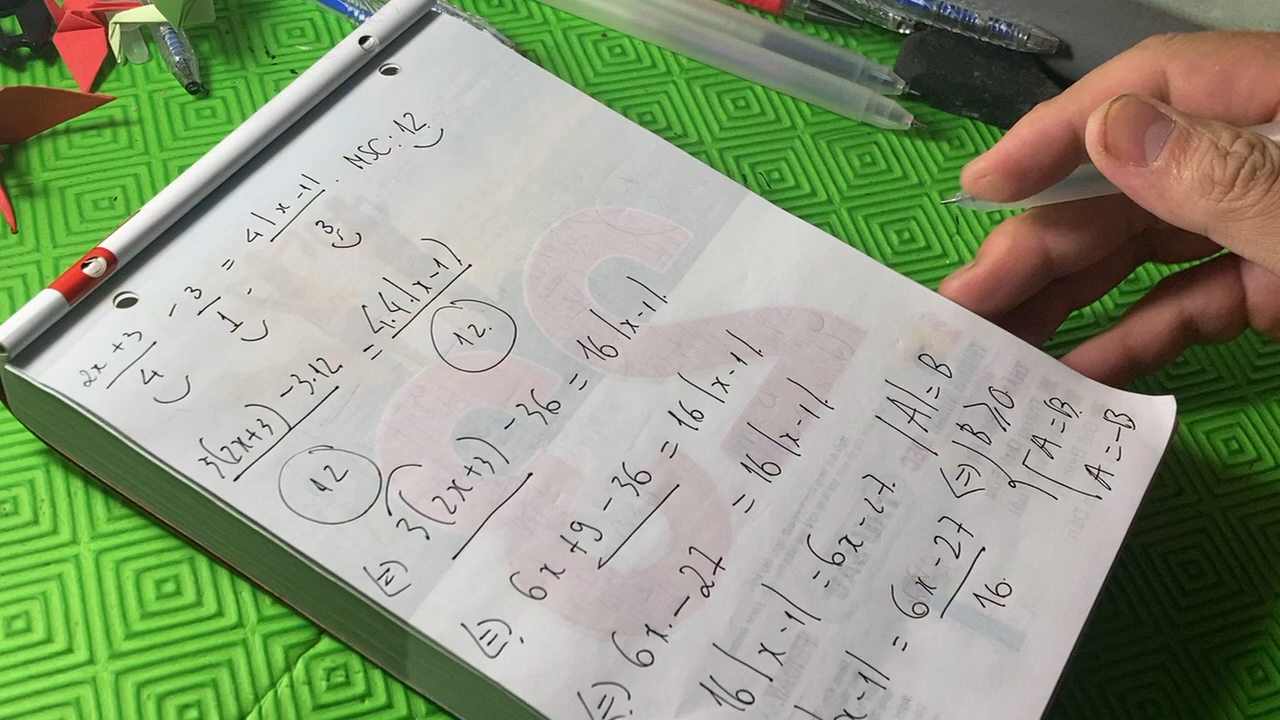 (2x+3)/4 - 3/1 = 4|x-1|/3. MSC: 12.
3(2x+3) - 3.12 / 12 = 4.4.|x-1| / 12.
(=) 3(2x+3) - 36 = 16|x-1|.
(=). 6x + 9 - 36 = 16|x-1|.
(=) 6x - 27 = 16|x-1|.
16|x-1| = 6x - 27.
|x-1| = (6x - 27)/16.
|A| = B
(=) { B ≥ 0
[ A = B.
A = -B